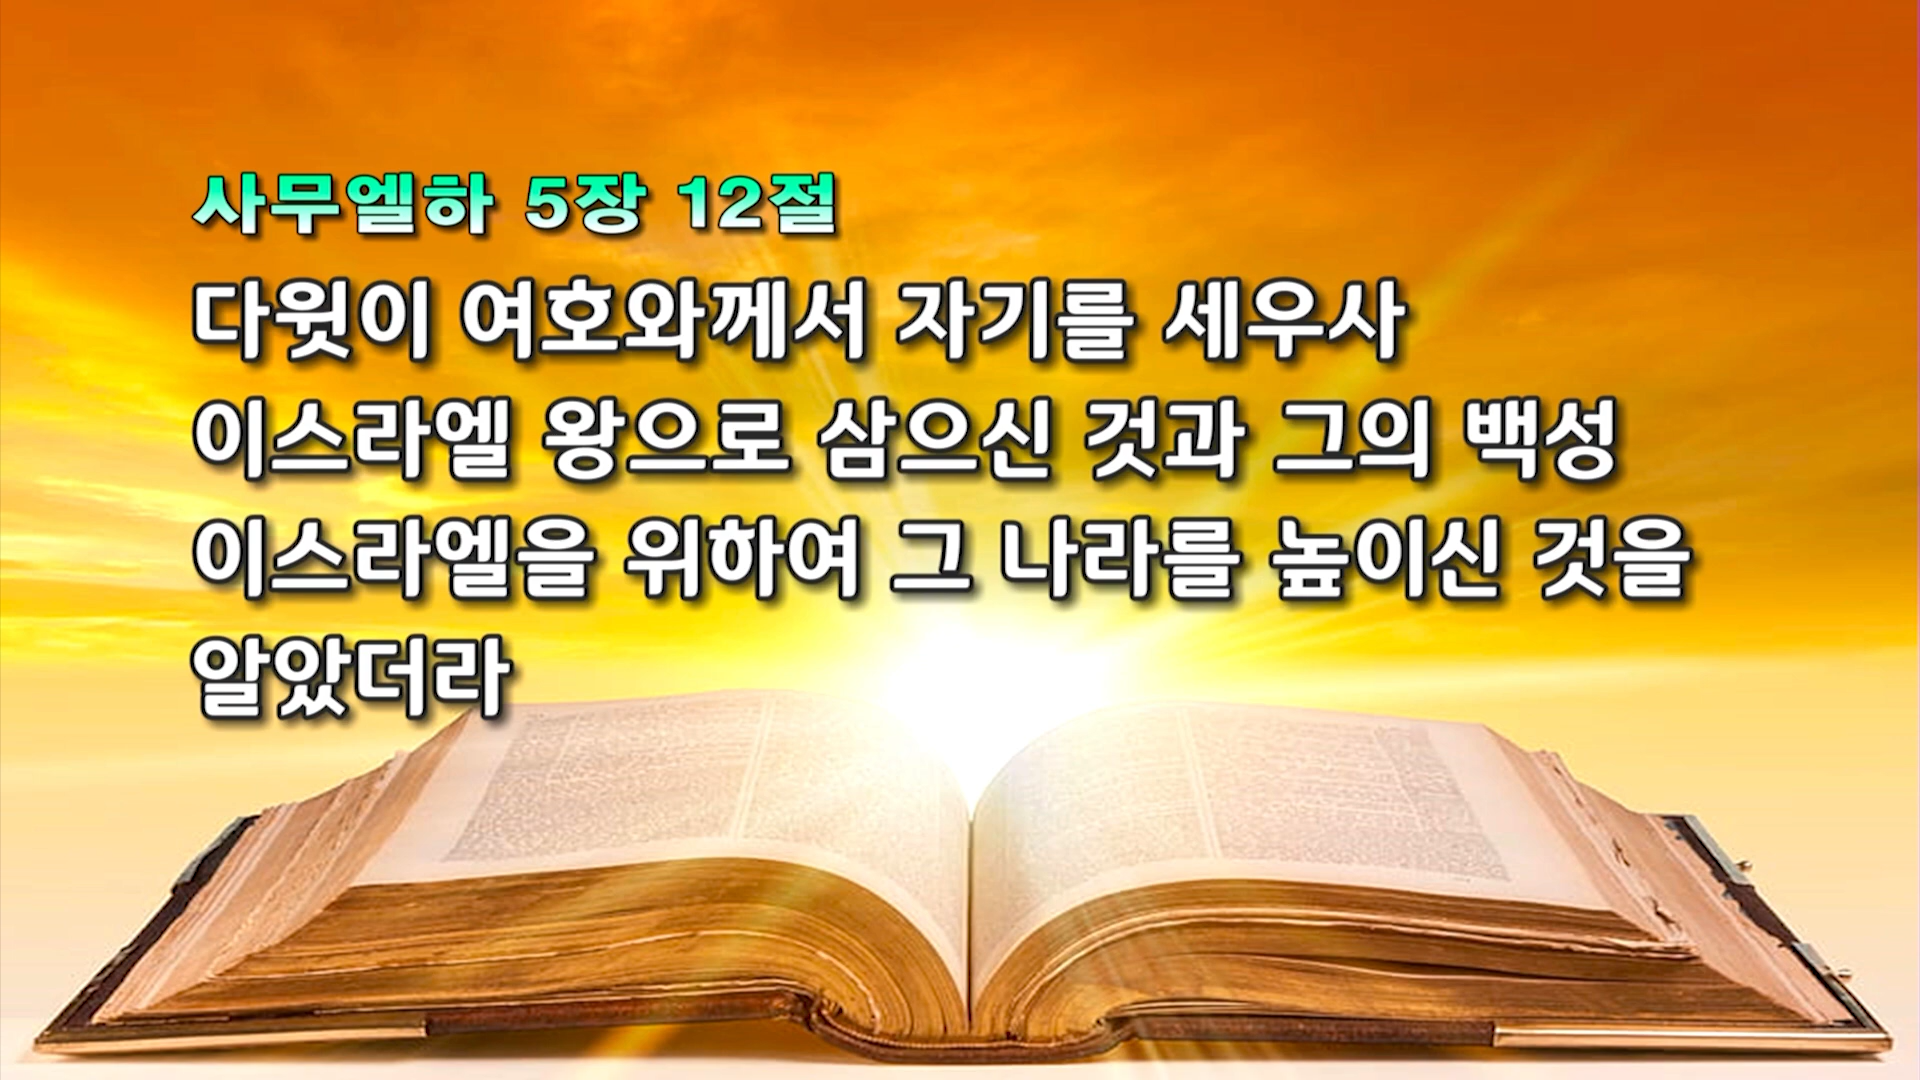 사무엘하 5장 12절
다윗이 여호와께서 자기를 세우사
이스라엘 왕으로 삼으신 것과 그의 백성
이스라엘을 위하여 그 나라를 높이신 것을
알았더라